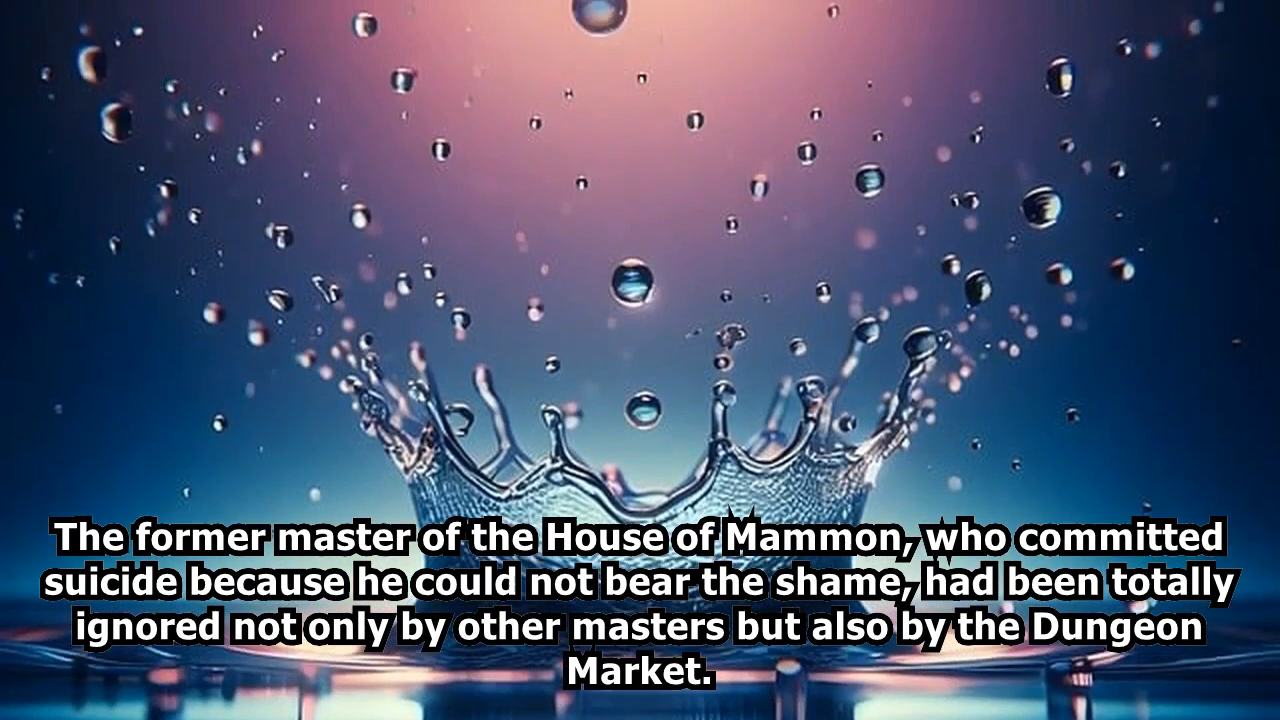 The former master of the House of Mammon, who committed
suicide because he could not bear the shame, had been totally
ignored not only by other masters but also by the Dungeon
Market.